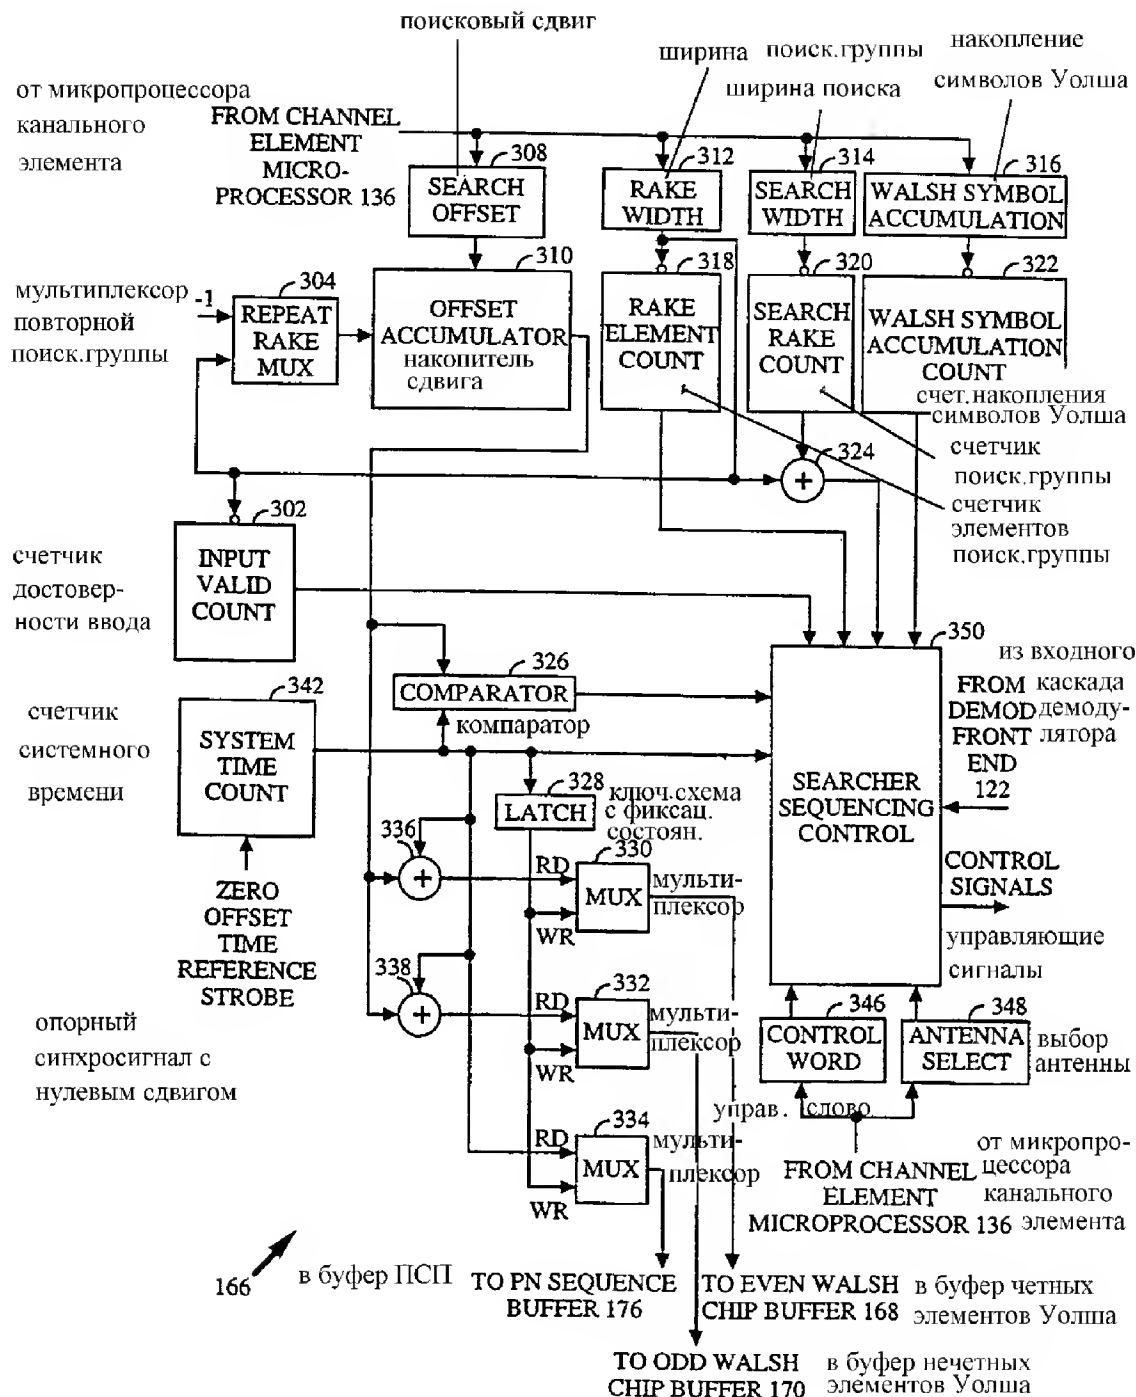 поисковый сдвиг
ширина
поиск.группы
ширина поиска
накопление
символов Уолша
от микропроцессора
канального
элемента
FROM CHANNEL
ELEMENT
MICRO-
PROCESSOR 136
308
SEARCH
OFFSET
312
RAKE
WIDTH
314
SEARCH
WIDTH
316
WALSH SYMBOL
ACCUMULATION
мультиплексор
повторной
поиск.группы
-1
304
REPEAT
RAKE
MUX
310
OFFSET
ACCUMULATOR
накопитель
сдвига
318
RAKE
ELEMENT
COUNT
320
SEARCH
RAKE
COUNT
322
WALSH SYMBOL
ACCUMULATION
COUNT
счет.накопления
символов Уолша
324
+
счетчик
поиск.группы
счетчик
элементов
поиск.группы
счетчик
достовер-
ности ввода
302
INPUT
VALID
COUNT
326
COMPARATOR
компаратор
350
SEARCHER
SEQUENCING
CONTROL
из входного
каскада
демоду-
лятора
FROM
DEMOD
FRONT
END
122
счетчик
системного
времени
342
SYSTEM
TIME
COUNT
328
LATCH
ключ.схема
с фиксац.
состоян.
336
+
RD
WR
330
MUX
мульти-
плексор
CONTROL
SIGNALS
управляющие
сигналы
ZERO
OFFSET
TIME
REFERENCE
STROBE
опорный
синхросигнал с
нулевым сдвигом
338
+
RD
WR
332
MUX
мульти-
плексор
346
CONTROL
WORD
348
ANTENNA
SELECT
выбор
антенны
управ. слово
334
RD
WR
MUX
мульти-
плексор
FROM CHANNEL
ELEMENT
MICROPROCESSOR 136
от микропро-
цессора
канального
элемента
166
в буфер ПСП
TO PN SEQUENCE
BUFFER 176
TO EVEN WALSH
CHIP BUFFER 168
в буфер четных
элементов Уолша
TO ODD WALSH
CHIP BUFFER 170
в буфер нечетных
элементов Уолша